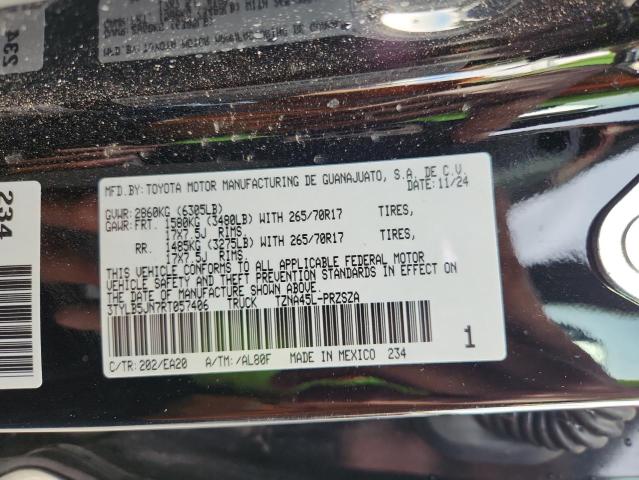 MFD.BY:TOYOTA MOTOR MANUFACTURING DE GUANAJUATO, S.A. DE C.V.
DATE: 11/24
GVWR: 2860KG (6305LB)
GAWR: FRT. 1580KG (3480LB) WITH 265/70R17 TIRES,
17X7.5J RIMS
RR. 1485KG (3275LB) WITH 265/70R17 TIRES,
17X7.5J RIMS.
THIS VEHICLE CONFORMS TO ALL APPLICABLE FEDERAL MOTOR
VEHICLE SAFETY AND THEFT PREVENTION STANDARDS IN EFFECT ON
THE DATE OF MANUFACTURE SHOWN ABOVE.
3TYLB5JN7RT057406 TRUCK TZNA45L-PRZSZA
C/TR: 202/EA20 A/TM: /AL80F MADE IN MEXICO 234
1
234